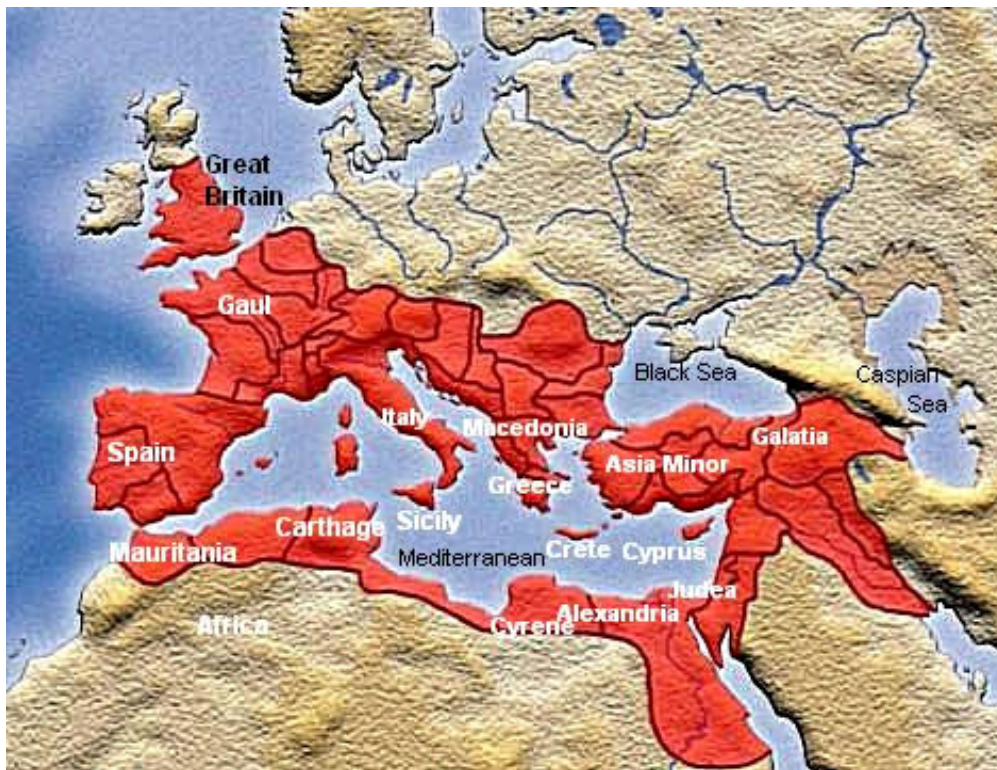 Great
Britain
Gaul
Black Sea
Caspian
Sea
Italy
Macedonia
Galatia
Spain
Asia Minor
Greece
Carthage
Sicily
Mauritania
Mediterranean
Crete
Cyprus
Judea
Alexandria
Africa
Cyrene